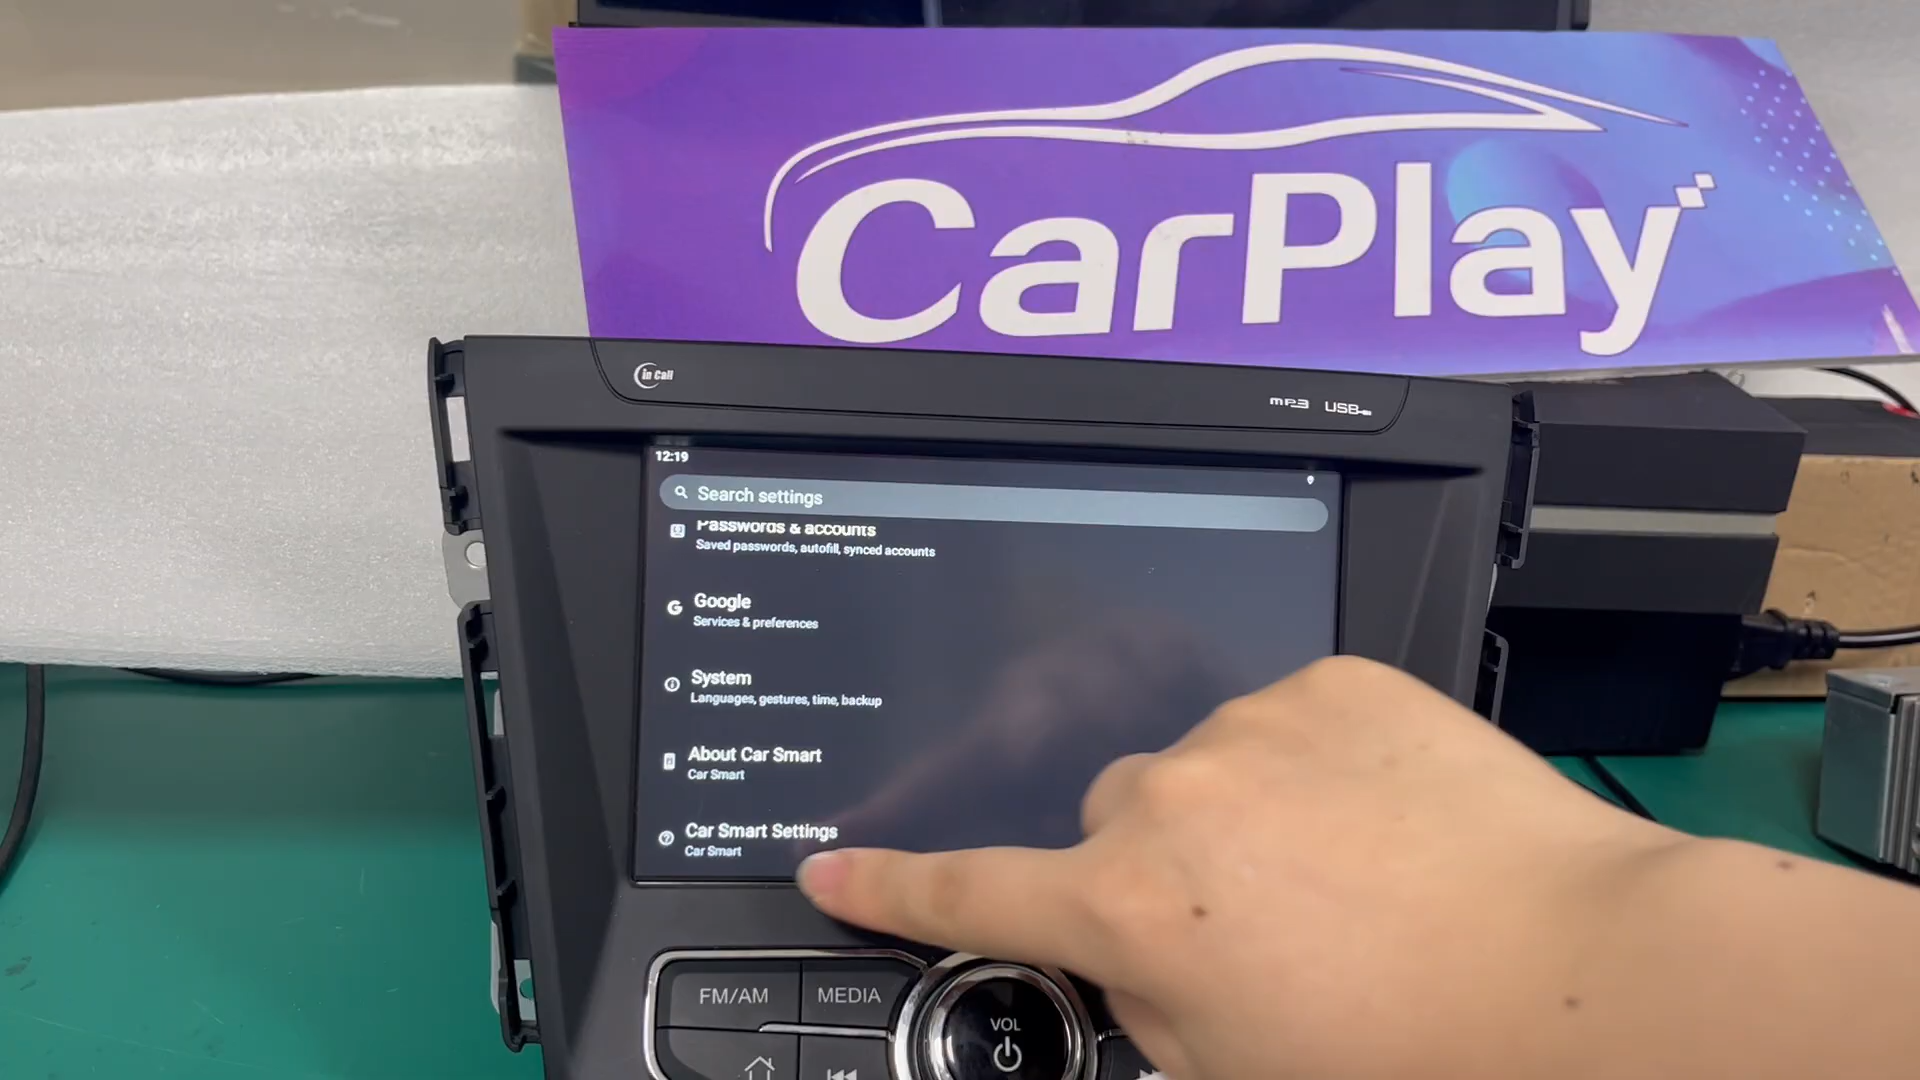 CarPlay
in Call
mP3 USB
12:19
Search settings
Passwords & accounts
Saved passwords, autofill, synced accounts
Google
Services & preferences
System
Languages, gestures, time, backup
About Car Smart
Car Smart
Car Smart Settings
Car Smart
FM/AM
MEDIA
VOL